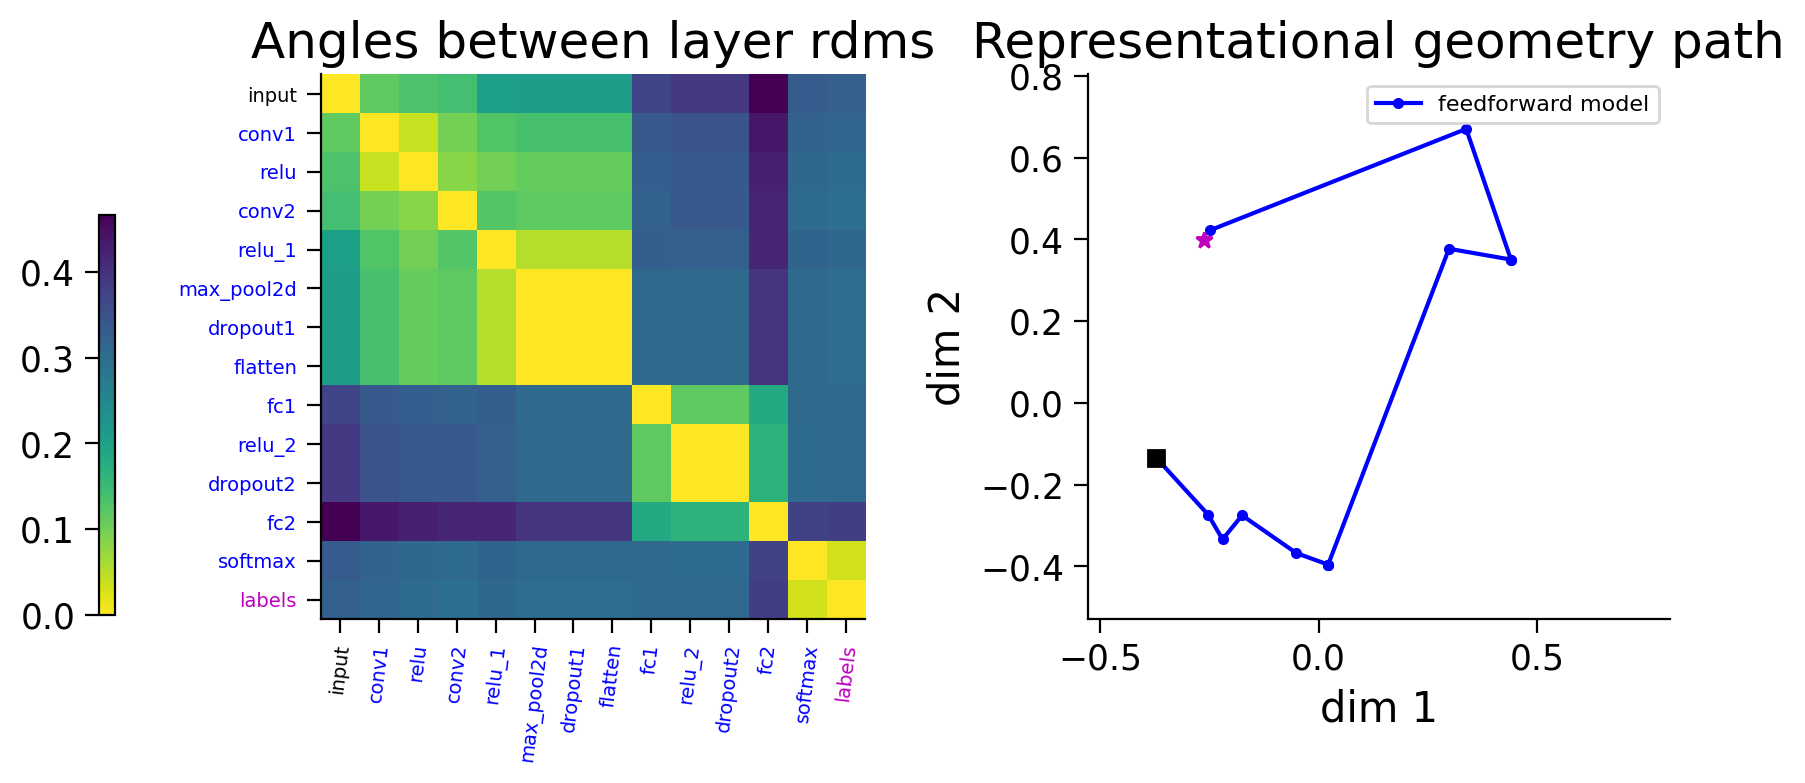 Angles between layer rdms
input
conv1
relu
conv2
relu_1
max_pool2d
dropout1
flatten
fc1
relu_2
dropout2
fc2
softmax
labels
input
conv1
relu
conv2
relu_1
max_pool2d
dropout1
flatten
fc1
relu_2
dropout2
fc2
softmax
labels
0.4
0.3
0.2
0.1
0.0
Representational geometry path
feedforward model
0.8
0.6
0.4
0.2
0.0
−0.2
−0.4
dim 2
−0.5
0.0
0.5
dim 1